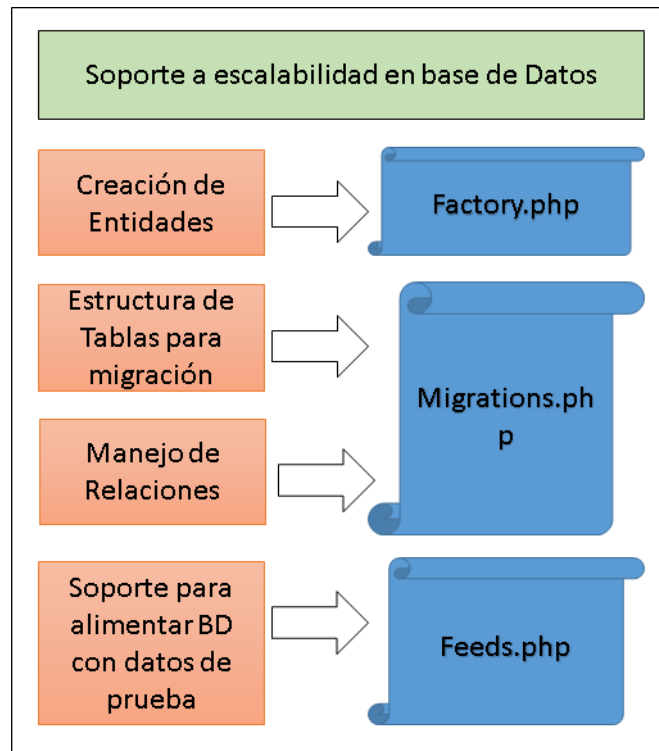 Soporte a escalabilidad en base de Datos
Creación de
Entidades
Factory.php
Estructura de
Tablas para
migración
Migrations.ph
p
Manejo de
Relaciones
Soporte para
alimentar BD
con datos de
prueba
Feeds.php